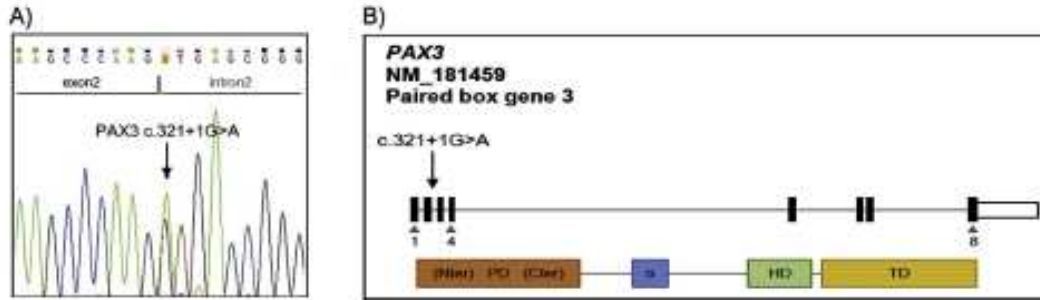 A)
A A G C C C A A G G T G A G C G G G
exon2 intron2
PAX3 c.321+1G>A
B)
PAX3
NM_181459
Paired box gene 3
c.321+1G>A
1 4 8
(Nter) PD (Cter) HD TD